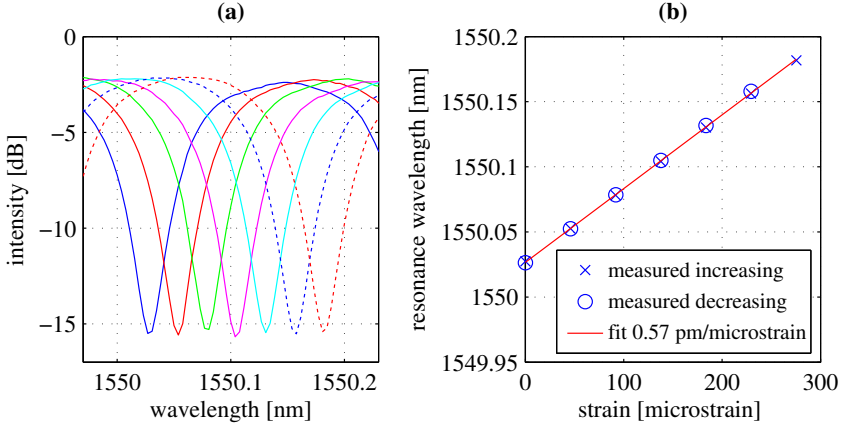 (a)
0
−5
−10
−15
intensity [dB]
1550
1550.1
1550.2
wavelength [nm]
(b)
1550.2
1550.15
1550.1
1550.05
1550
1549.95
resonance wavelength [nm]
0
100
200
300
strain [microstrain]
measured increasing
measured decreasing
fit 0.57 pm/microstrain